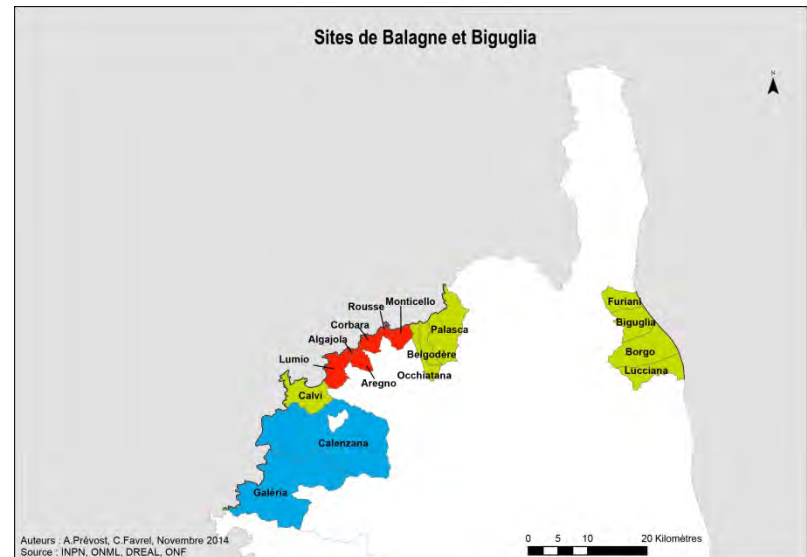 Sites de Balagne et Biguglia
N
Furiani
Rousse
Monticello
Biguglia
Corbara
Palasca
Algajola
Borgo
Belgodère
Lumio
Lucciana
Aregno
Occhiatana
Calvi
Calenzana
Galéria
Auteurs : A.Prévost, C.Favrel, Novembre 2014
Source : INPN, ONML, DREAL, ONF
0 5 10 20 Kilomètres